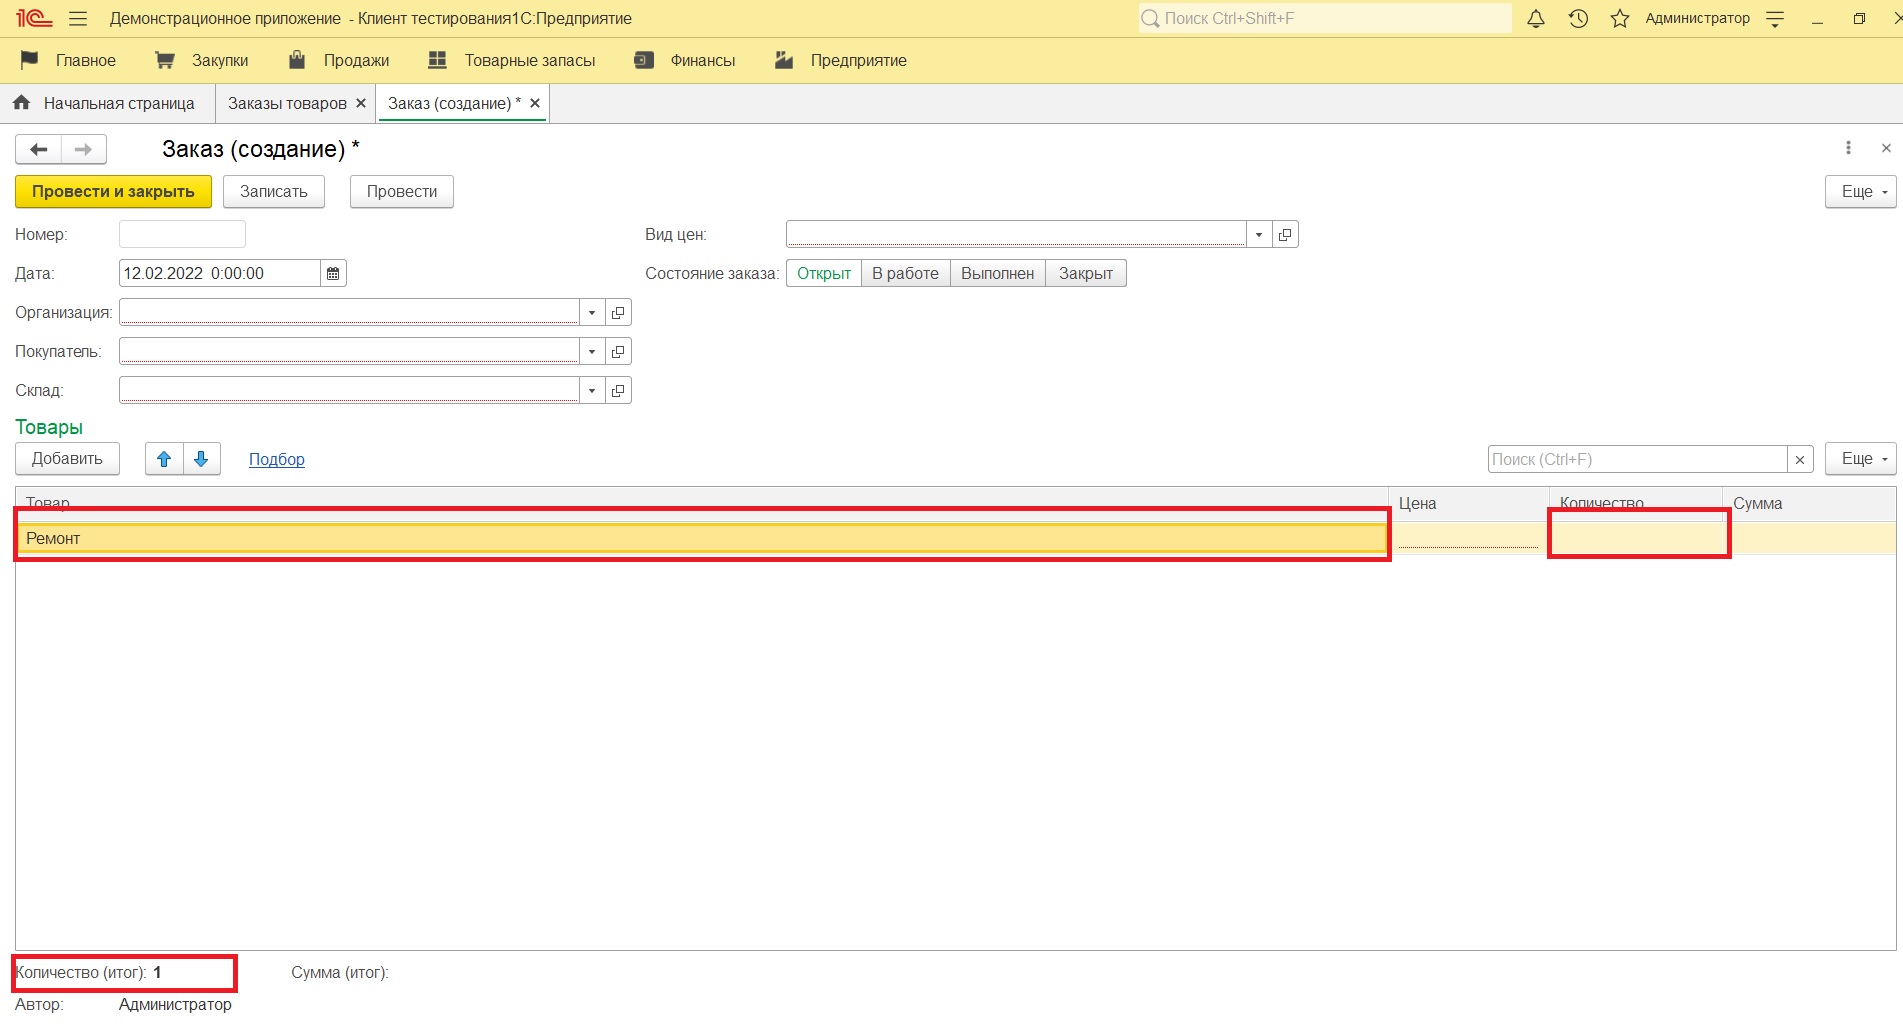 1С Демонстрационное приложение - Клиент тестирования1С:Предприятие Поиск Ctrl+Shift+F Администратор
Главное Закупки Продажи Товарные запасы Финансы Предприятие
Начальная страница Заказы товаров Заказ (создание) *
Заказ (создание) *
Провести и закрыть Записать Провести Еще
Номер: Вид цен:
Дата: 12.02.2022 0:00:00 Состояние заказа: Открыт В работе Выполнен Закрыт
Организация:
Покупатель:
Склад:
Товары
Добавить Подбор Поиск (Ctrl+F) Еще
Товар Цена Количество Сумма
Ремонт
Количество (итог): 1 Сумма (итог):
Автор: Администратор